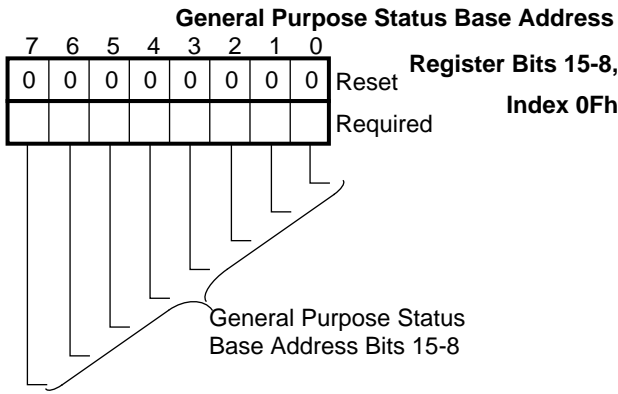 General Purpose Status Base Address
Register Bits 15-8,
Index 0Fh
7 6 5 4 3 2 1 0
0 0 0 0 0 0 0 0 Reset
Required
General Purpose Status
Base Address Bits 15-8